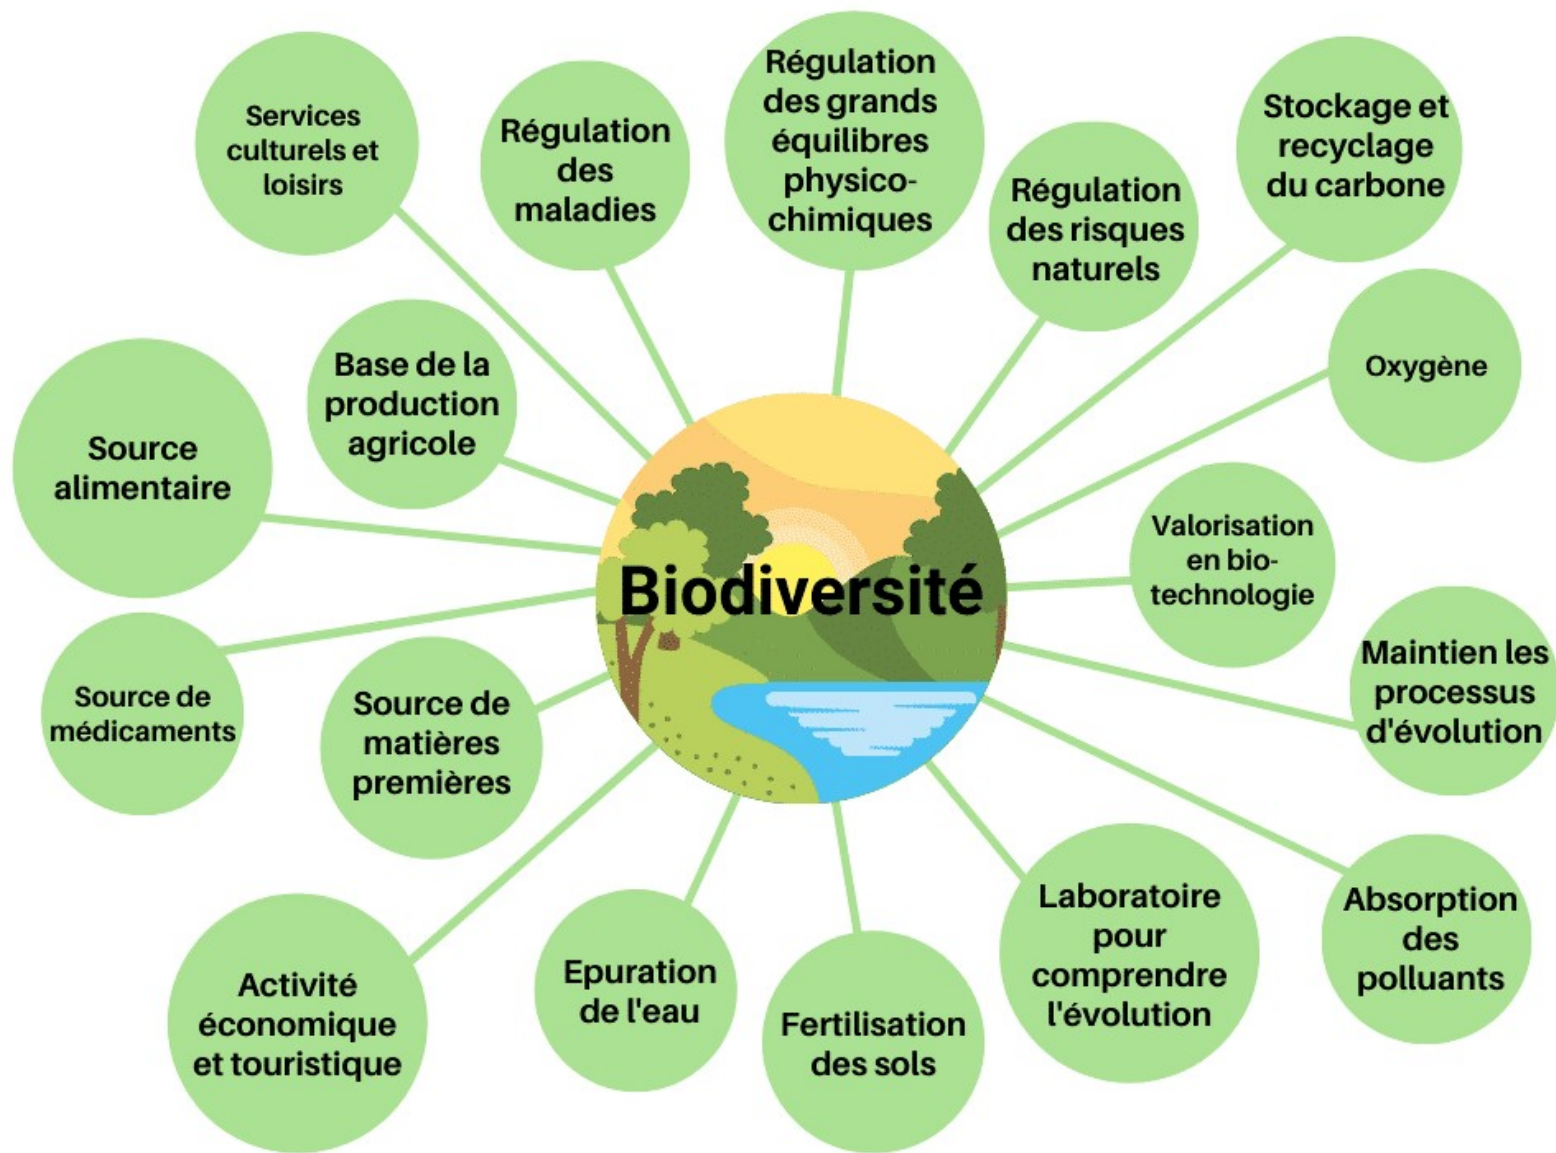 Services
culturels et
loisirs
Régulation
des
maladies
Régulation
des grands
équilibres
physico-
chimiques
Régulation
des risques
naturels
Stockage et
recyclage
du carbone
Oxygène
Base de la
production
agricole
Source
alimentaire
Biodiversité
Valorisation
en bio-
technologie
Maintien les
processus
d'évolution
Source de
médicaments
Source de
matières
premières
Activité
économique
et touristique
Epuration
de l'eau
Fertilisation
des sols
Laboratoire
pour
comprendre
l'évolution
Absorption
des
polluants